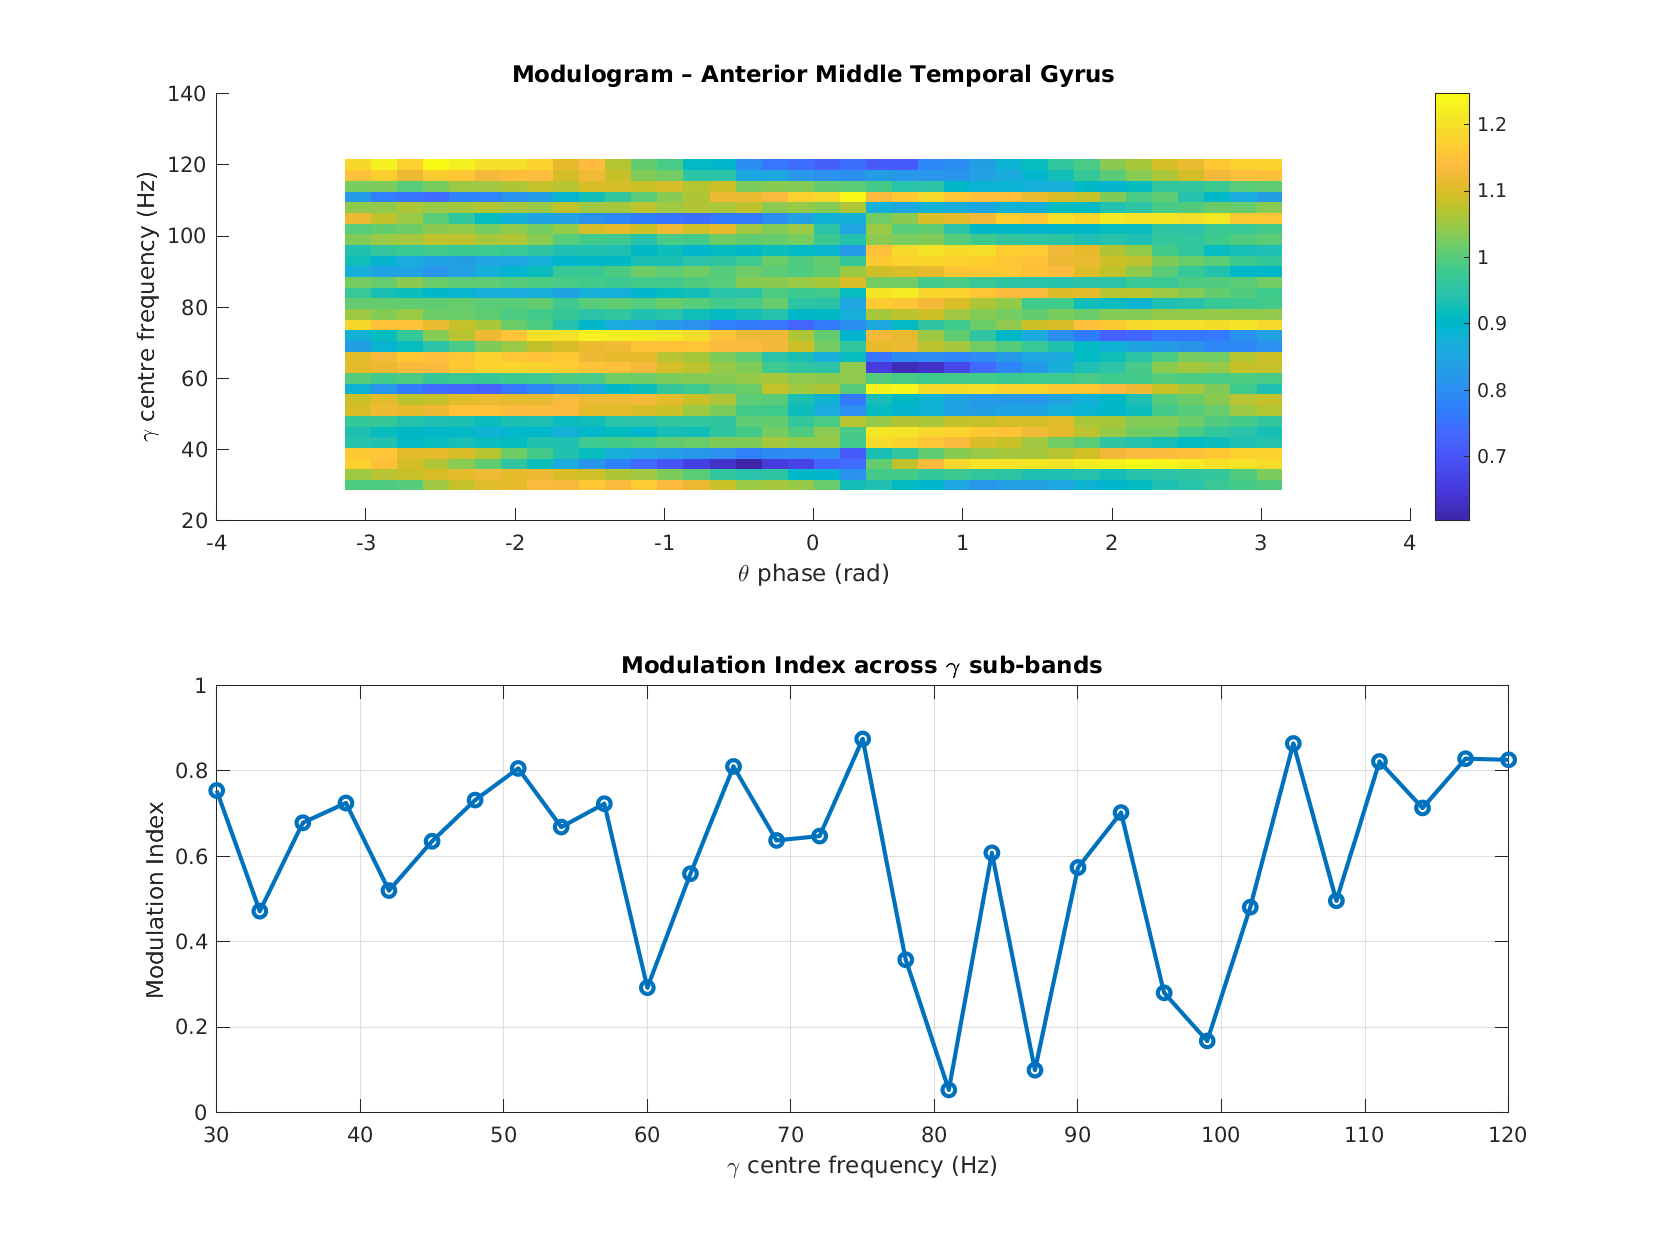 Modulogram – Anterior Middle Temporal Gyrus
γ centre frequency (Hz)
140
120
100
80
60
40
20
-4 -3 -2 -1 0 1 2 3 4
θ phase (rad)
1.2
1.1
1
0.9
0.8
0.7
Modulation Index across γ sub-bands
Modulation Index
1
0.8
0.6
0.4
0.2
0
30 40 50 60 70 80 90 100 110 120
γ centre frequency (Hz)